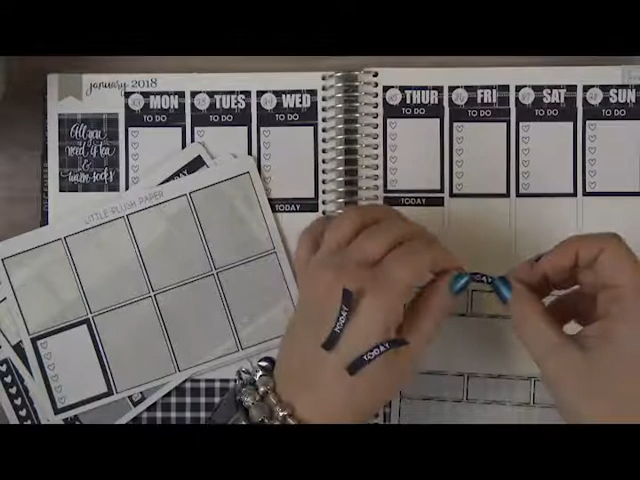 january 2018
MON
TUES
WED
THUR
FRI
SAT
SUN
TO DO
TO DO
TO DO
TO DO
TO DO
TO DO
TO DO
All you
need is tea
&
warm socks
TODAY
TODAY
LITTLE PLUSH PAPER
TODAY
TODAY
TODAY